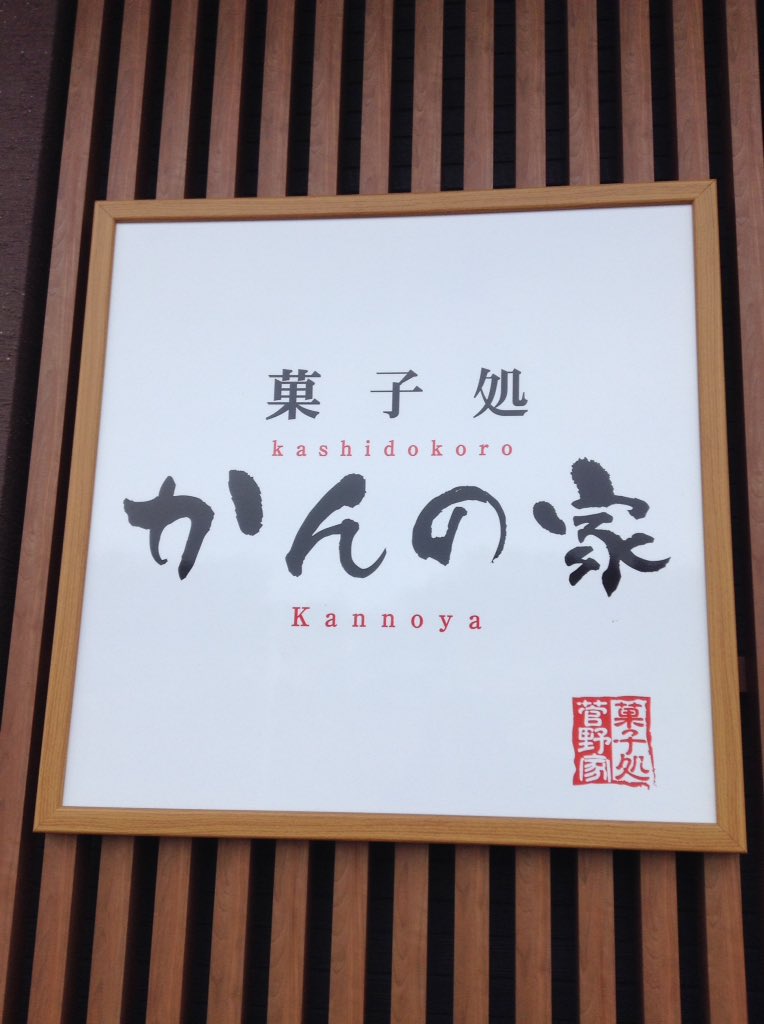 菓子処
kashidokoro
かんの家
Kannoya
菓子処
菅野家